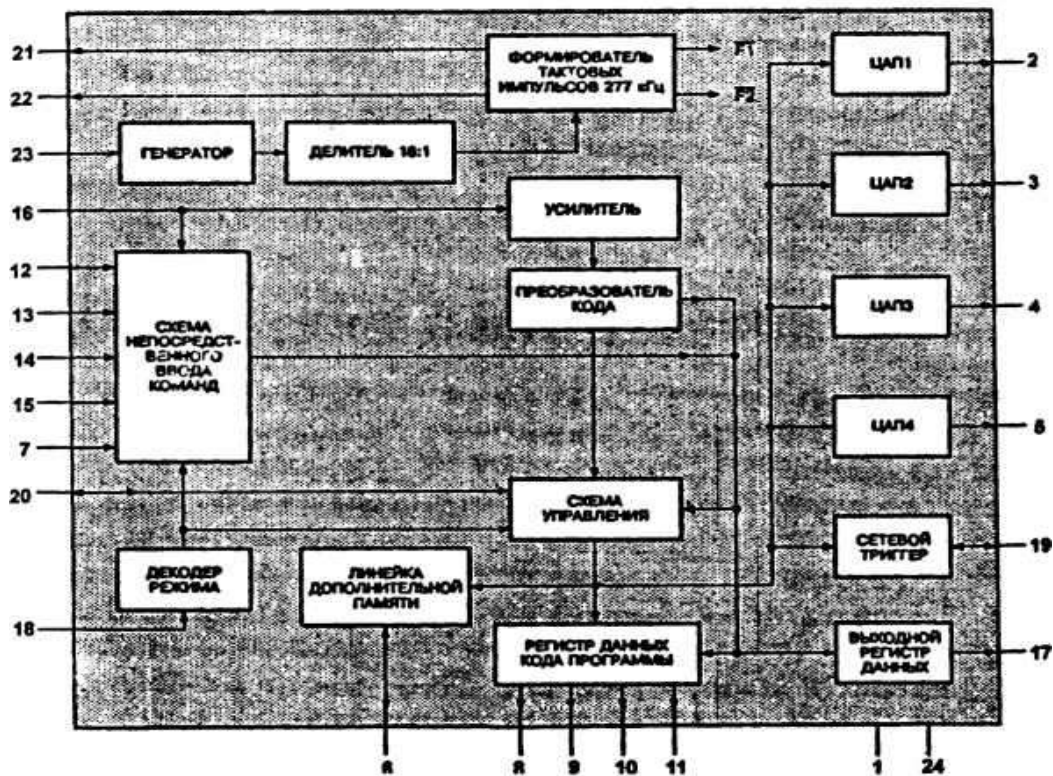 21
ФОРМИРОВАТЕЛЬ
ТАКТОВЫХ
ИМПУЛЬСОВ 277 кГц
F1
ЦАП1
2
22
F2
23
ГЕНЕРАТОР
ДЕЛИТЕЛЬ 16:1
ЦАП2
3
16
УСИЛИТЕЛЬ
12
ПРЕОБРАЗОВАТЕЛЬ
КОДА
ЦАП3
4
13
СХЕМА
НЕПОСРЕДСТ-
ВЕННОГО
ВВОДА
КОМАНД
14
15
ЦАП4
5
7
20
СХЕМА
УПРАВЛЕНИЯ
СЕТЕВОЙ
ТРИГГЕР
19
ДЕКОДЕР
РЕЖИМА
ЛИНЕЙКА
ДОПОЛНИТЕЛЬНОЙ
ПАМЯТИ
18
РЕГИСТР ДАННЫХ
КОДА ПРОГРАММЫ
ВЫХОДНОЙ
РЕГИСТР
ДАННЫХ
17
6
8
9
10
11
1
24